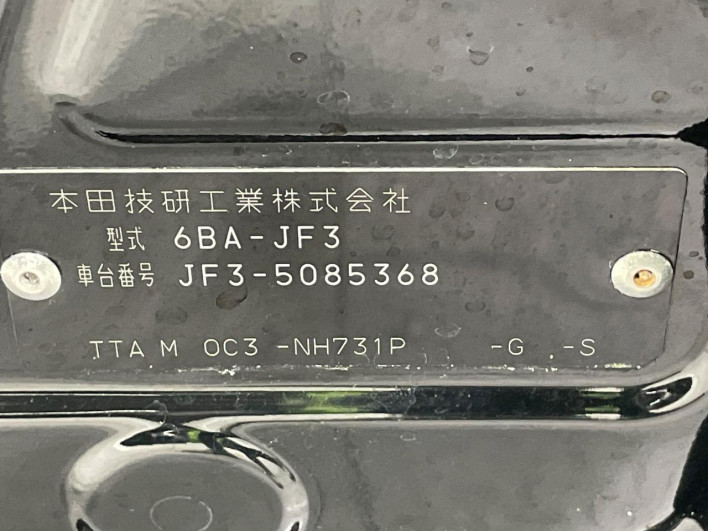 本田技研工業株式会社
型式 6BA-JF3
車台番号 JF3-5085368
TTA M 0C3 -NH731P -G -S